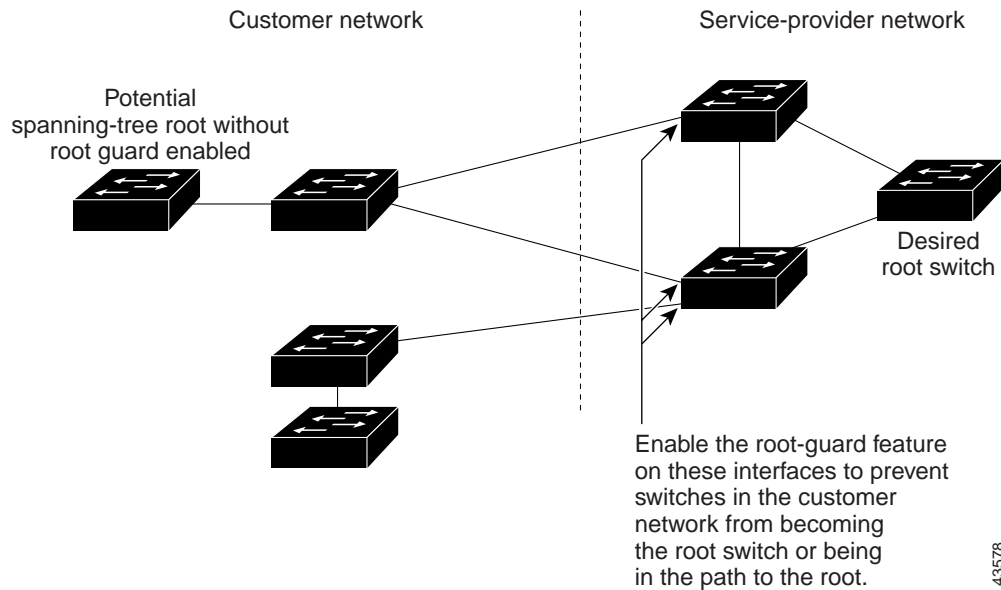 Customer network
Service-provider network
Potential
spanning-tree root without
root guard enabled
Desired
root switch
Enable the root-guard feature
on these interfaces to prevent
switches in the customer
network from becoming
the root switch or being
in the path to the root.
43578